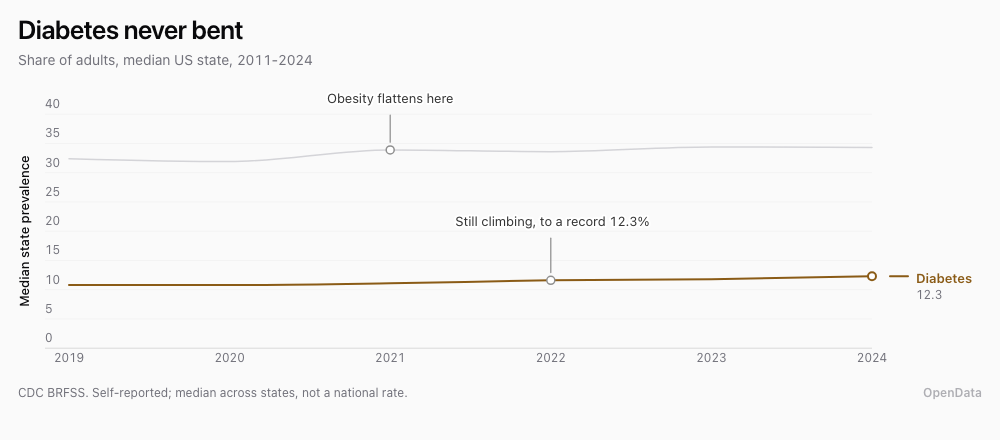 Diabetes never bent
Share of adults, median US state, 2011-2024
Obesity flattens here
Still climbing, to a record 12.3%
Median state prevalence
40
35
30
25
20
15
10
5
0
2019 2020 2021 2022 2023 2024
Diabetes
12.3
CDC BRFSS. Self-reported; median across states, not a national rate.
OpenData